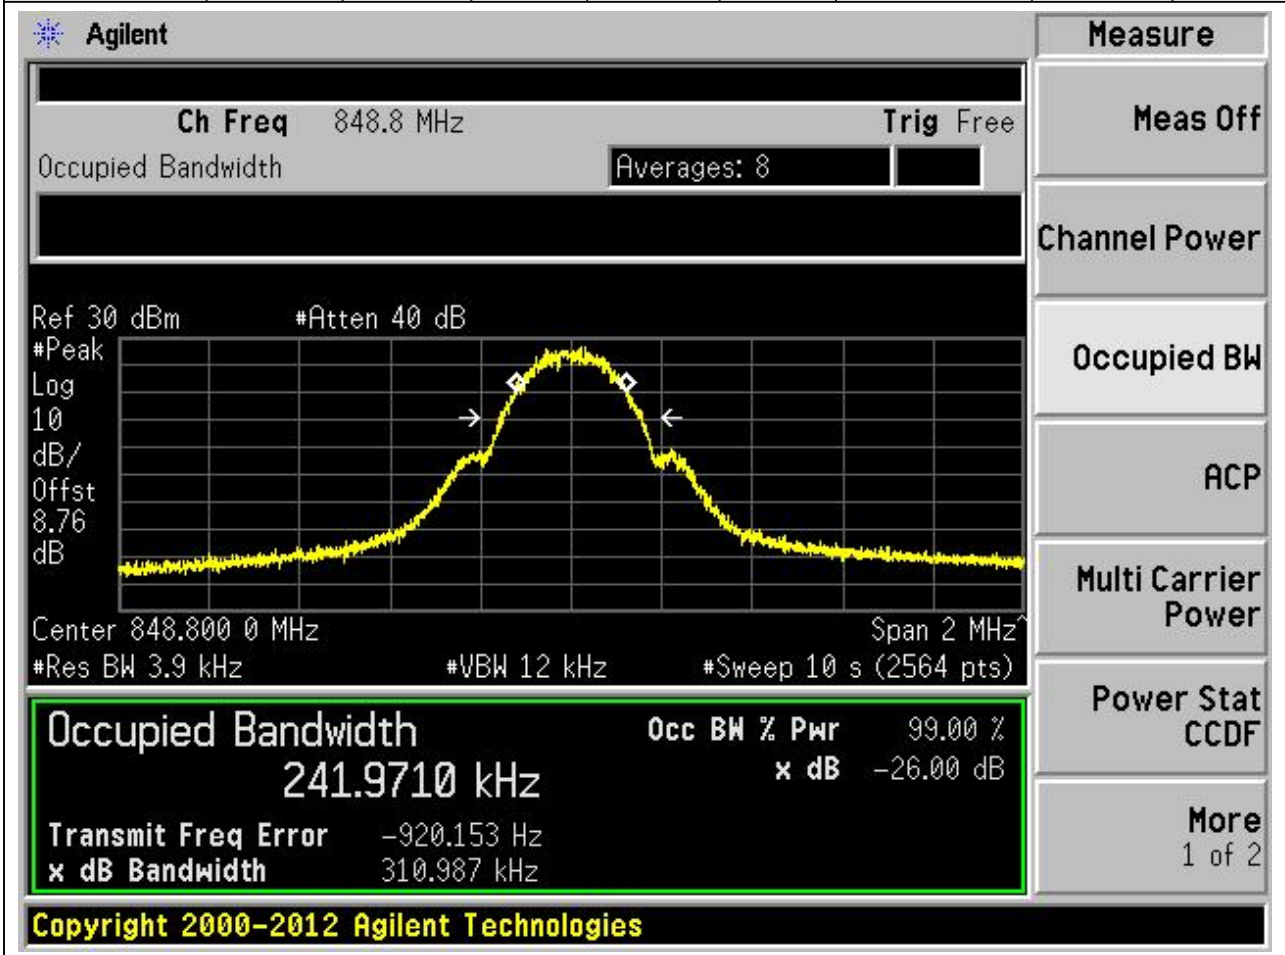 Agilent
Measure
Ch Freq 848.8 MHz Trig Free
Occupied Bandwidth Averages: 8
Meas Off
Channel Power
Occupied BW
ACP
Multi Carrier
Power
Power Stat
CCDF
More
1 of 2
Ref 30 dBm #Atten 40 dB
#Peak
Log
10
dB/
Offst
8.76
dB
Center 848.800 0 MHz Span 2 MHz^
#Res BW 3.9 kHz #VBW 12 kHz #Sweep 10 s (2564 pts)
Occupied Bandwidth Occ BW % Pwr 99.00 %
241.9710 kHz x dB -26.00 dB
Transmit Freq Error -920.153 Hz
x dB Bandwidth 310.987 kHz
Copyright 2000-2012 Agilent Technologies